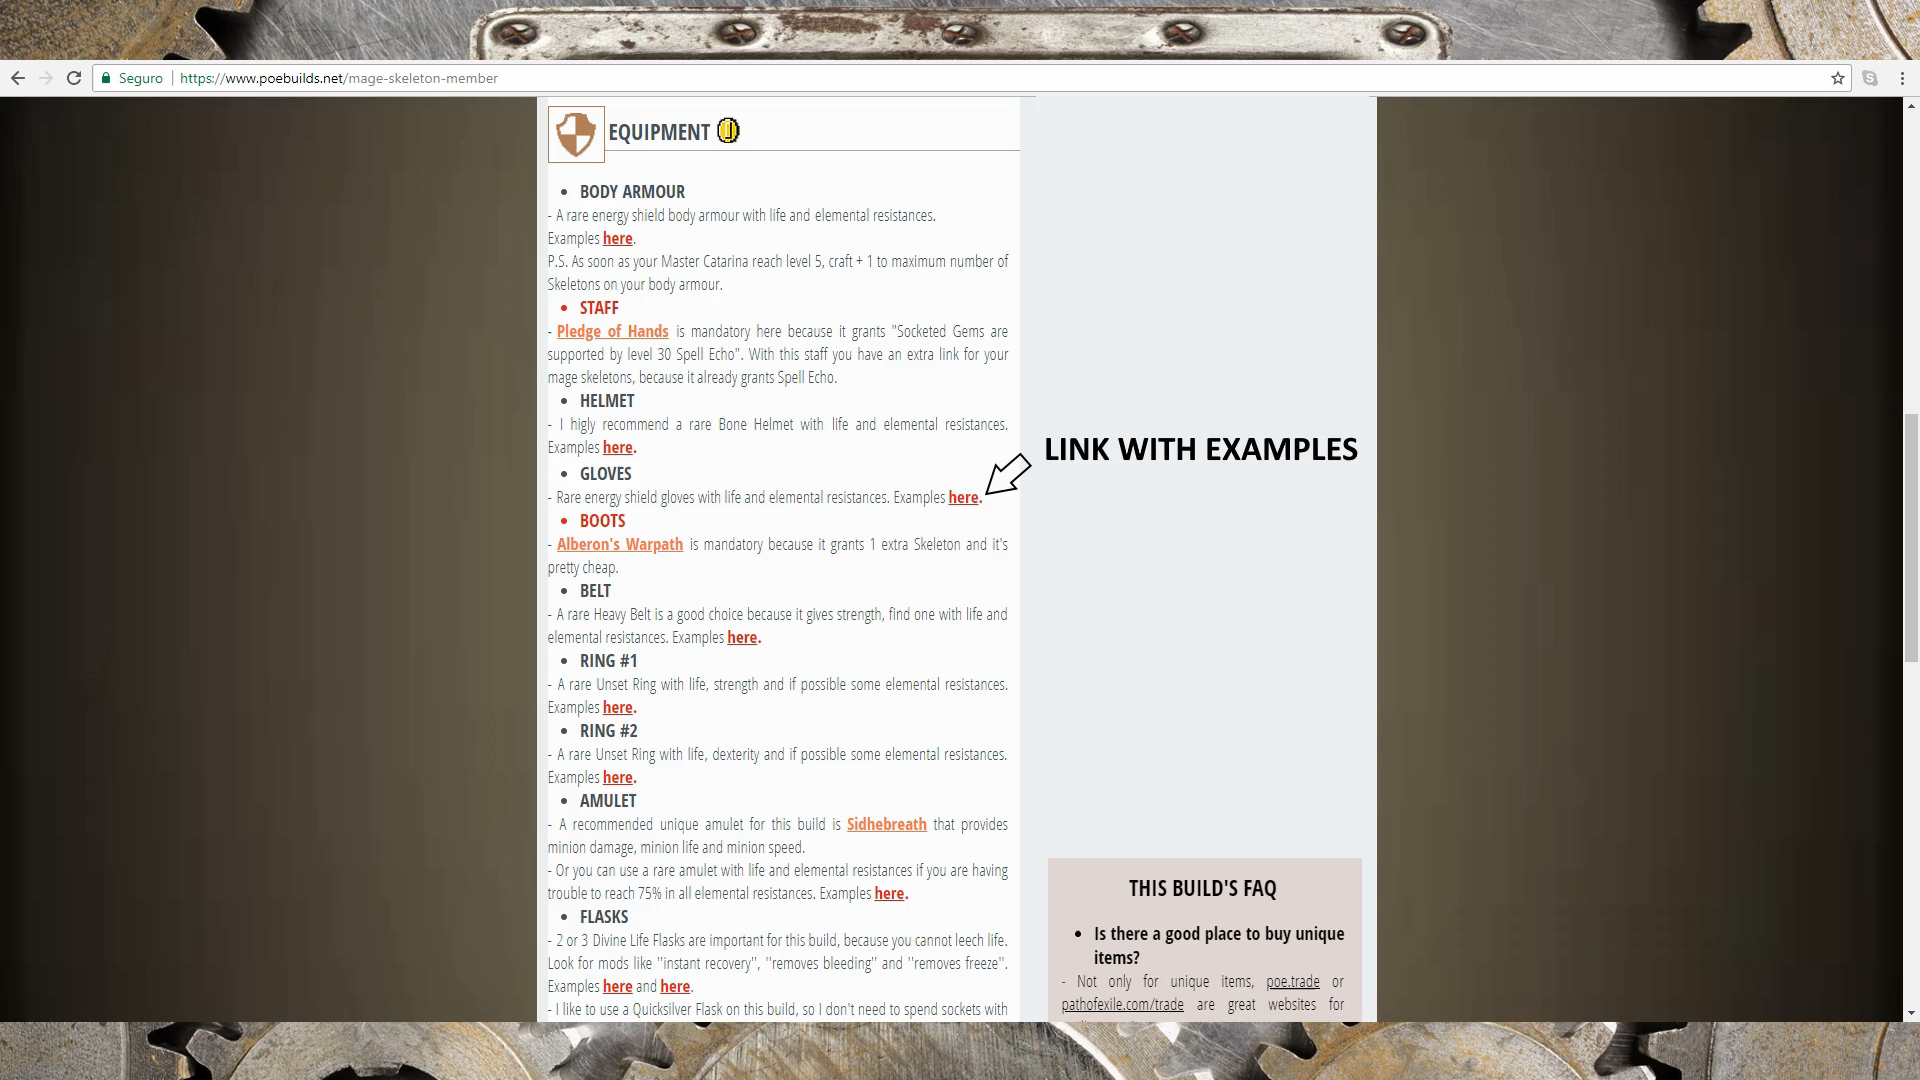 Seguro https://www.poebuilds.net/mage-skeleton-member
EQUIPMENT
• BODY ARMOUR
- A rare energy shield body armour with life and elemental resistances.
Examples here.
P.S. As soon as your Master Catarina reach level 5, craft + 1 to maximum number of
Skeletons on your body armour.
• STAFF
- Pledge of Hands is mandatory here because it grants "Socketed Gems are
supported by level 30 Spell Echo". With this staff you have an extra link for your
mage skeletons, because it already grants Spell Echo.
• HELMET
- I higly recommend a rare Bone Helmet with life and elemental resistances.
Examples here.
LINK WITH EXAMPLES
• GLOVES
- Rare energy shield gloves with life and elemental resistances. Examples here.
• BOOTS
- Alberon's Warpath is mandatory because it grants 1 extra Skeleton and it's
pretty cheap.
• BELT
- A rare Heavy Belt is a good choice because it gives strength, find one with life and
elemental resistances. Examples here.
• RING #1
- A rare Unset Ring with life, strength and if possible some elemental resistances.
Examples here.
• RING #2
- A rare Unset Ring with life, dexterity and if possible some elemental resistances.
Examples here.
• AMULET
- A recommended unique amulet for this build is Sidhebreath that provides
minion damage, minion life and minion speed.
- Or you can use a rare amulet with life and elemental resistances if you are having
trouble to reach 75% in all elemental resistances. Examples here.
• FLASKS
- 2 or 3 Divine Life Flasks are important for this build, because you cannot leech life.
Look for mods like "instant recovery", "removes bleeding" and "removes freeze".
Examples here and here.
- I like to use a Quicksilver Flask on this build, so I don't need to spend sockets with
THIS BUILD'S FAQ
• Is there a good place to buy unique
items?
- Not only for unique items, poe.trade or
pathofexile.com/trade are great websites for